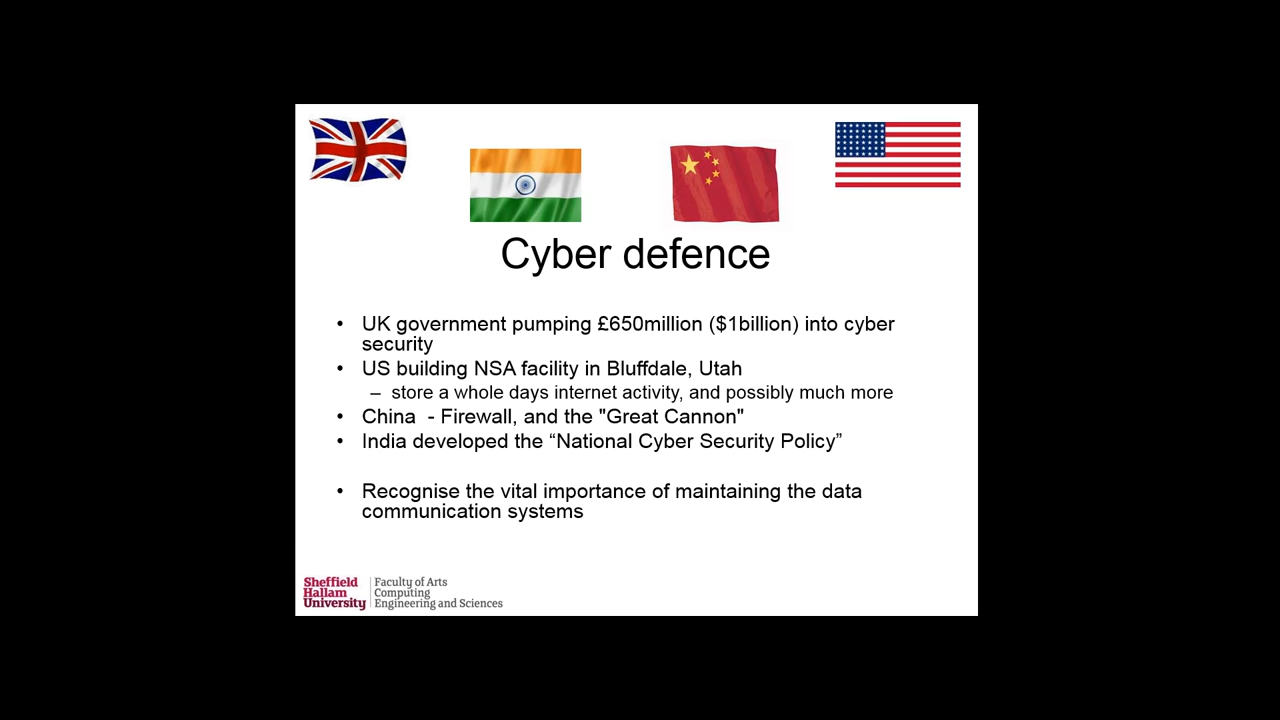 Cyber defence
• UK government pumping £650million ($1billion) into cyber
security
• US building NSA facility in Bluffdale, Utah
– store a whole days internet activity, and possibly much more
• China  - Firewall, and the "Great Cannon"
• India developed the “National Cyber Security Policy”
• Recognise the vital importance of maintaining the data
communication systems
Sheffield
Hallam
University
Faculty of Arts
Computing
Engineering and Sciences